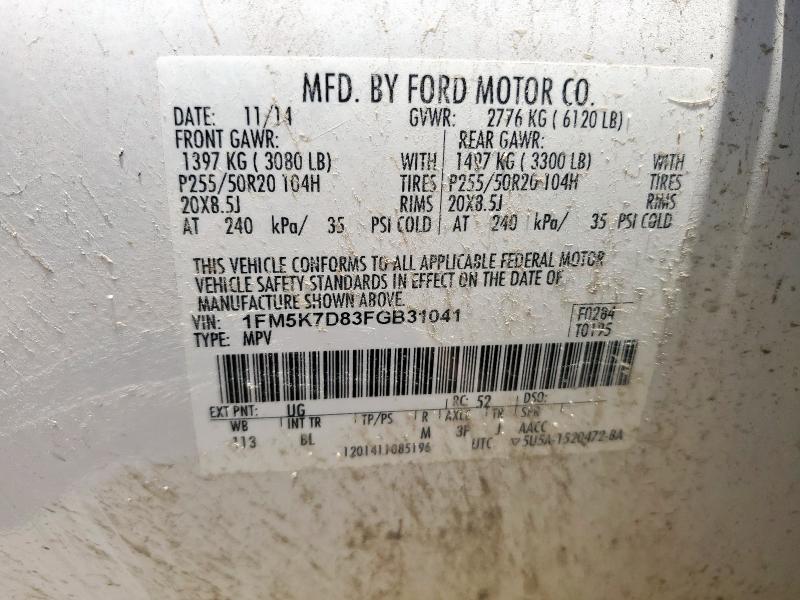 MFD. BY FORD MOTOR CO.
DATE: 11/14 GVWR: 2776 KG ( 6120 LB)
FRONT GAWR: REAR GAWR:
1397 KG ( 3080 LB) WITH 1497 KG ( 3300 LB) WITH
P255/50R20 104H TIRES P255/50R20 104H TIRES
20X8.5J RIMS 20X8.5J RIMS
AT 240 kPa/ 35 PSI COLD AT 240 kPa/ 35 PSI COLD
THIS VEHICLE CONFORMS TO ALL APPLICABLE FEDERAL MOTOR
VEHICLE SAFETY STANDARDS IN EFFECT ON THE DATE OF
MANUFACTURE SHOWN ABOVE.
VIN: 1FM5K7D83FGB31041 F0284
TYPE: MPV T0195
EXT PNT: UG RC: 52 DSO:
WB INT TR TP/PS R AXLE TR SPR
113 BL M 3F J AACC
1201411085196 UTC ▽5U5A-1520472-BA